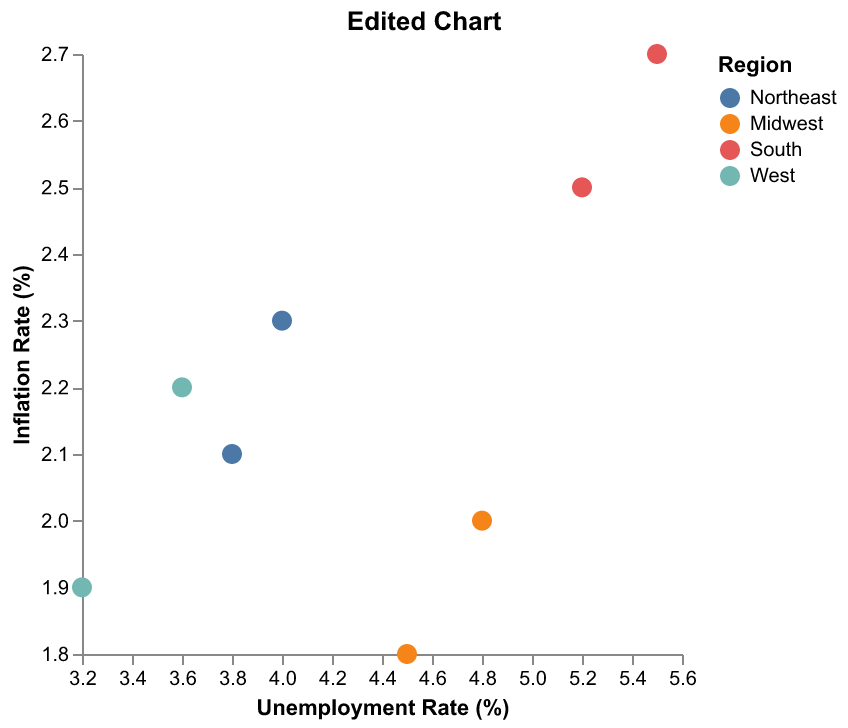 Edited Chart
2.7
2.6
2.5
2.4
2.3
2.2
2.1
2.0
1.9
1.8
Inflation Rate (%)
3.2 3.4 3.6 3.8 4.0 4.2 4.4 4.6 4.8 5.0 5.2 5.4 5.6
Unemployment Rate (%)
Region
Northeast
Midwest
South
West